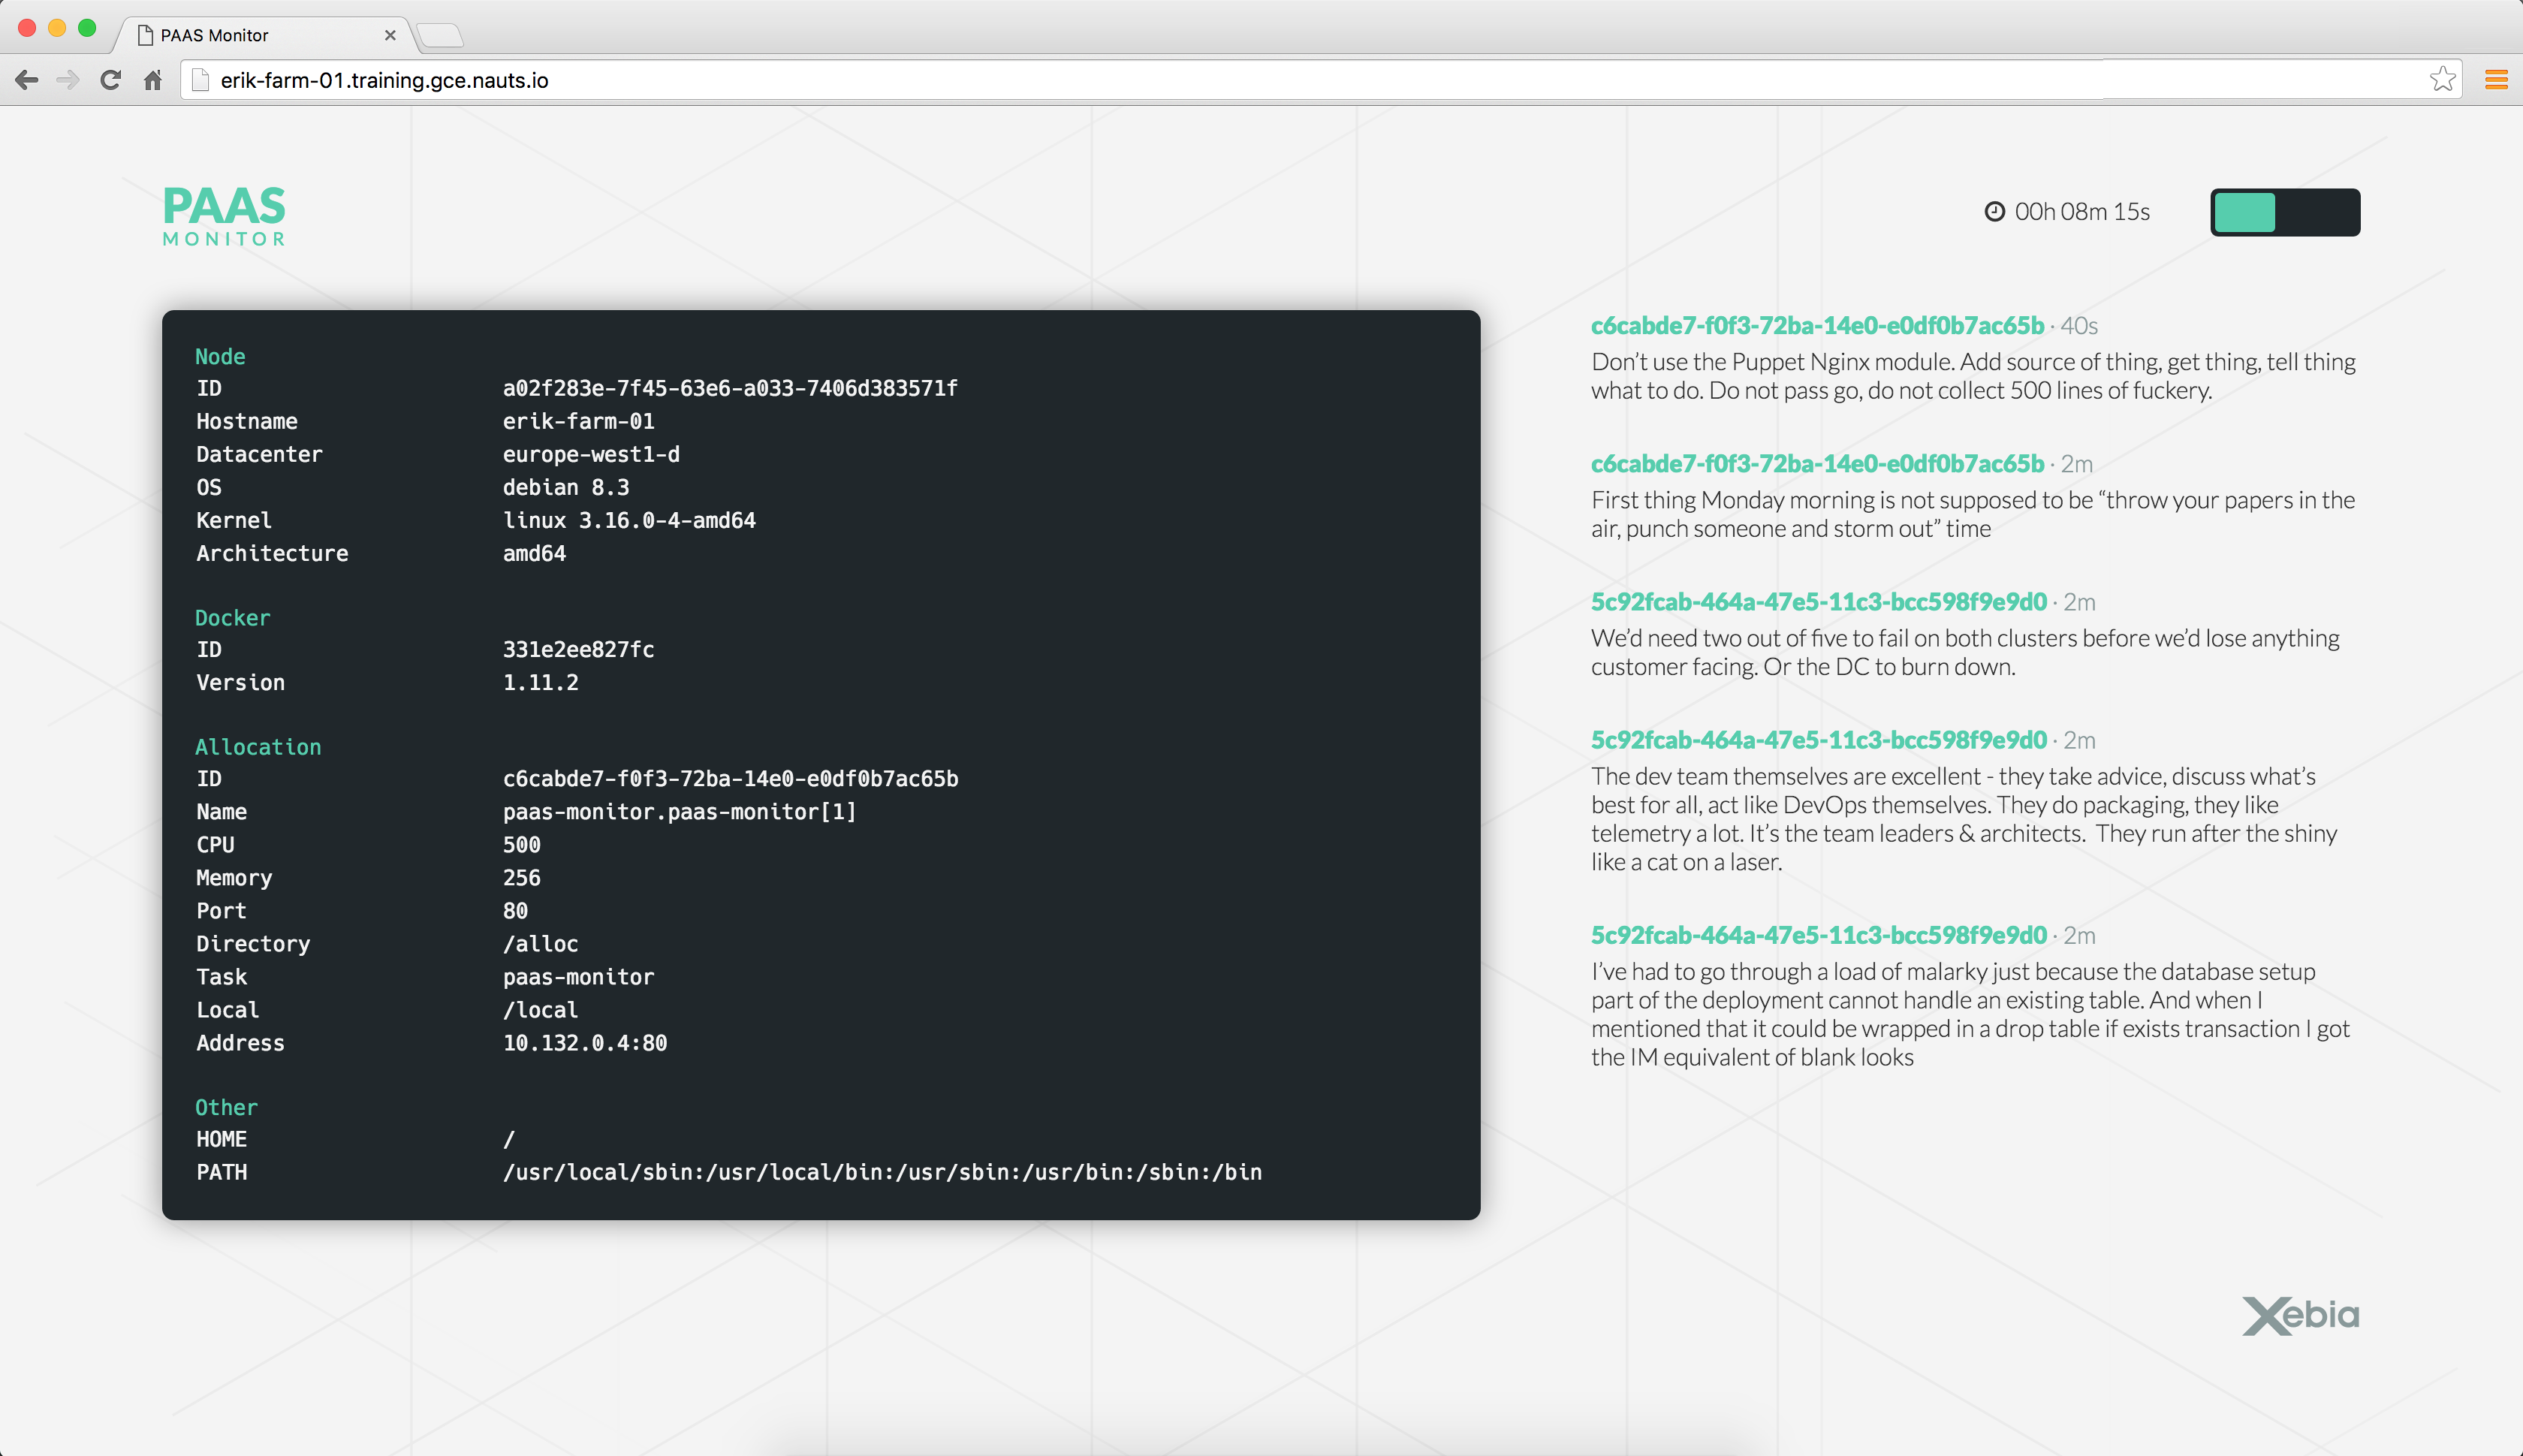 PAAS Monitor
erik-farm-01.training.gce.nauts.io
PAAS
MONITOR
00h 08m 15s
Node
ID a02f283e-7f45-63e6-a033-7406d383571f
Hostname erik-farm-01
Datacenter europe-west1-d
OS debian 8.3
Kernel linux 3.16.0-4-amd64
Architecture amd64
Docker
ID 331e2ee827fc
Version 1.11.2
Allocation
ID c6cabde7-f0f3-72ba-14e0-e0df0b7ac65b
Name paas-monitor.paas-monitor[1]
CPU 500
Memory 256
Port 80
Directory /alloc
Task paas-monitor
Local /local
Address 10.132.0.4:80
Other
HOME /
PATH /usr/local/sbin:/usr/local/bin:/usr/sbin:/usr/bin:/sbin:/bin
c6cabde7-f0f3-72ba-14e0-e0df0b7ac65b · 40s
Don’t use the Puppet Nginx module. Add source of thing, get thing, tell thing
what to do. Do not pass go, do not collect 500 lines of fuckery.
c6cabde7-f0f3-72ba-14e0-e0df0b7ac65b · 2m
First thing Monday morning is not supposed to be “throw your papers in the
air, punch someone and storm out” time
5c92fcab-464a-47e5-11c3-bcc598f9e9d0 · 2m
We’d need two out of five to fail on both clusters before we’d lose anything
customer facing. Or the DC to burn down.
5c92fcab-464a-47e5-11c3-bcc598f9e9d0 · 2m
The dev team themselves are excellent - they take advice, discuss what’s
best for all, act like DevOps themselves. They do packaging, they like
telemetry a lot. It’s the team leaders & architects. They run after the shiny
like a cat on a laser.
5c92fcab-464a-47e5-11c3-bcc598f9e9d0 · 2m
I’ve had to go through a load of malarky just because the database setup
part of the deployment cannot handle an existing table. And when I
mentioned that it could be wrapped in a drop table if exists transaction I got
the IM equivalent of blank looks
Xebia